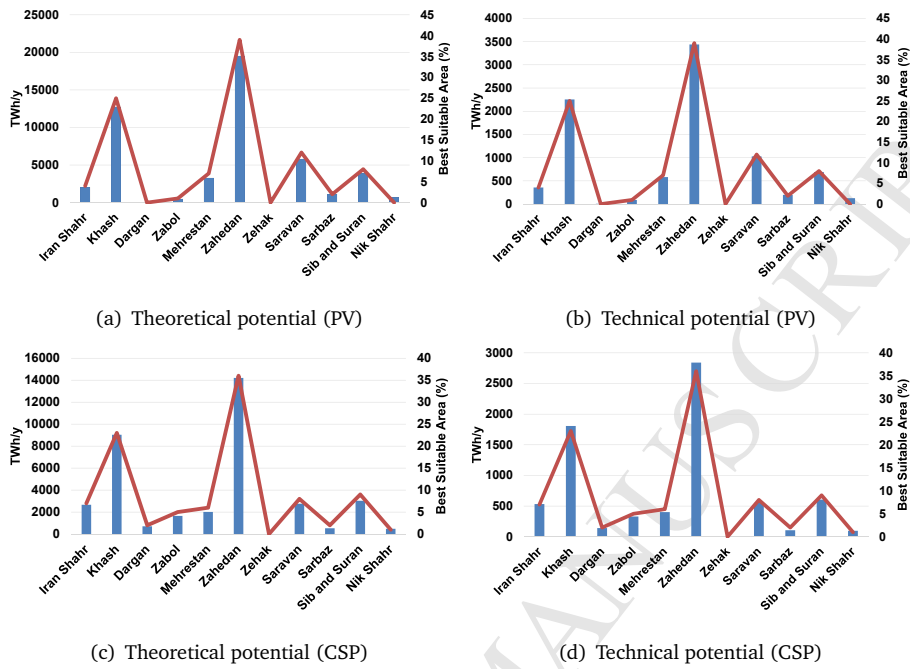 25000
20000
15000
10000
5000
0
TWh/y
45
40
35
30
25
20
15
10
5
0
Best Suitable Area (%)
Iran Shahr
Khash
Dargan
Zabol
Mehrestan
Zahedan
Zehak
Saravan
Sarbaz
Sib and Suran
Nik Shahr
(a) Theoretical potential (PV)
4000
3500
3000
2500
2000
1500
1000
500
0
TWh/y
45
40
35
30
25
20
15
10
5
0
Best Suitable Area (%)
Iran Shahr
Khash
Dargan
Zabol
Mehrestan
Zahedan
Zehak
Saravan
Sarbaz
Sib and Suran
Nik Shahr
(b) Technical potential (PV)
16000
14000
12000
10000
8000
6000
4000
2000
0
TWh/y
40
35
30
25
20
15
10
5
0
Best Suitable Area (%)
Iran Shahr
Khash
Dargan
Zabol
Mehrestan
Zahedan
Zehak
Saravan
Sarbaz
Sib and Suran
Nik Shahr
(c) Theoretical potential (CSP)
3000
2500
2000
1500
1000
500
0
TWh/y
40
35
30
25
20
15
10
5
0
Best Suitable Area (%)
Iran Shahr
Khash
Dargan
Zabol
Mehrestan
Zahedan
Zehak
Saravan
Sarbaz
Sib and Suran
Nik Shahr
(d) Technical potential (CSP)
MANUSCRIP